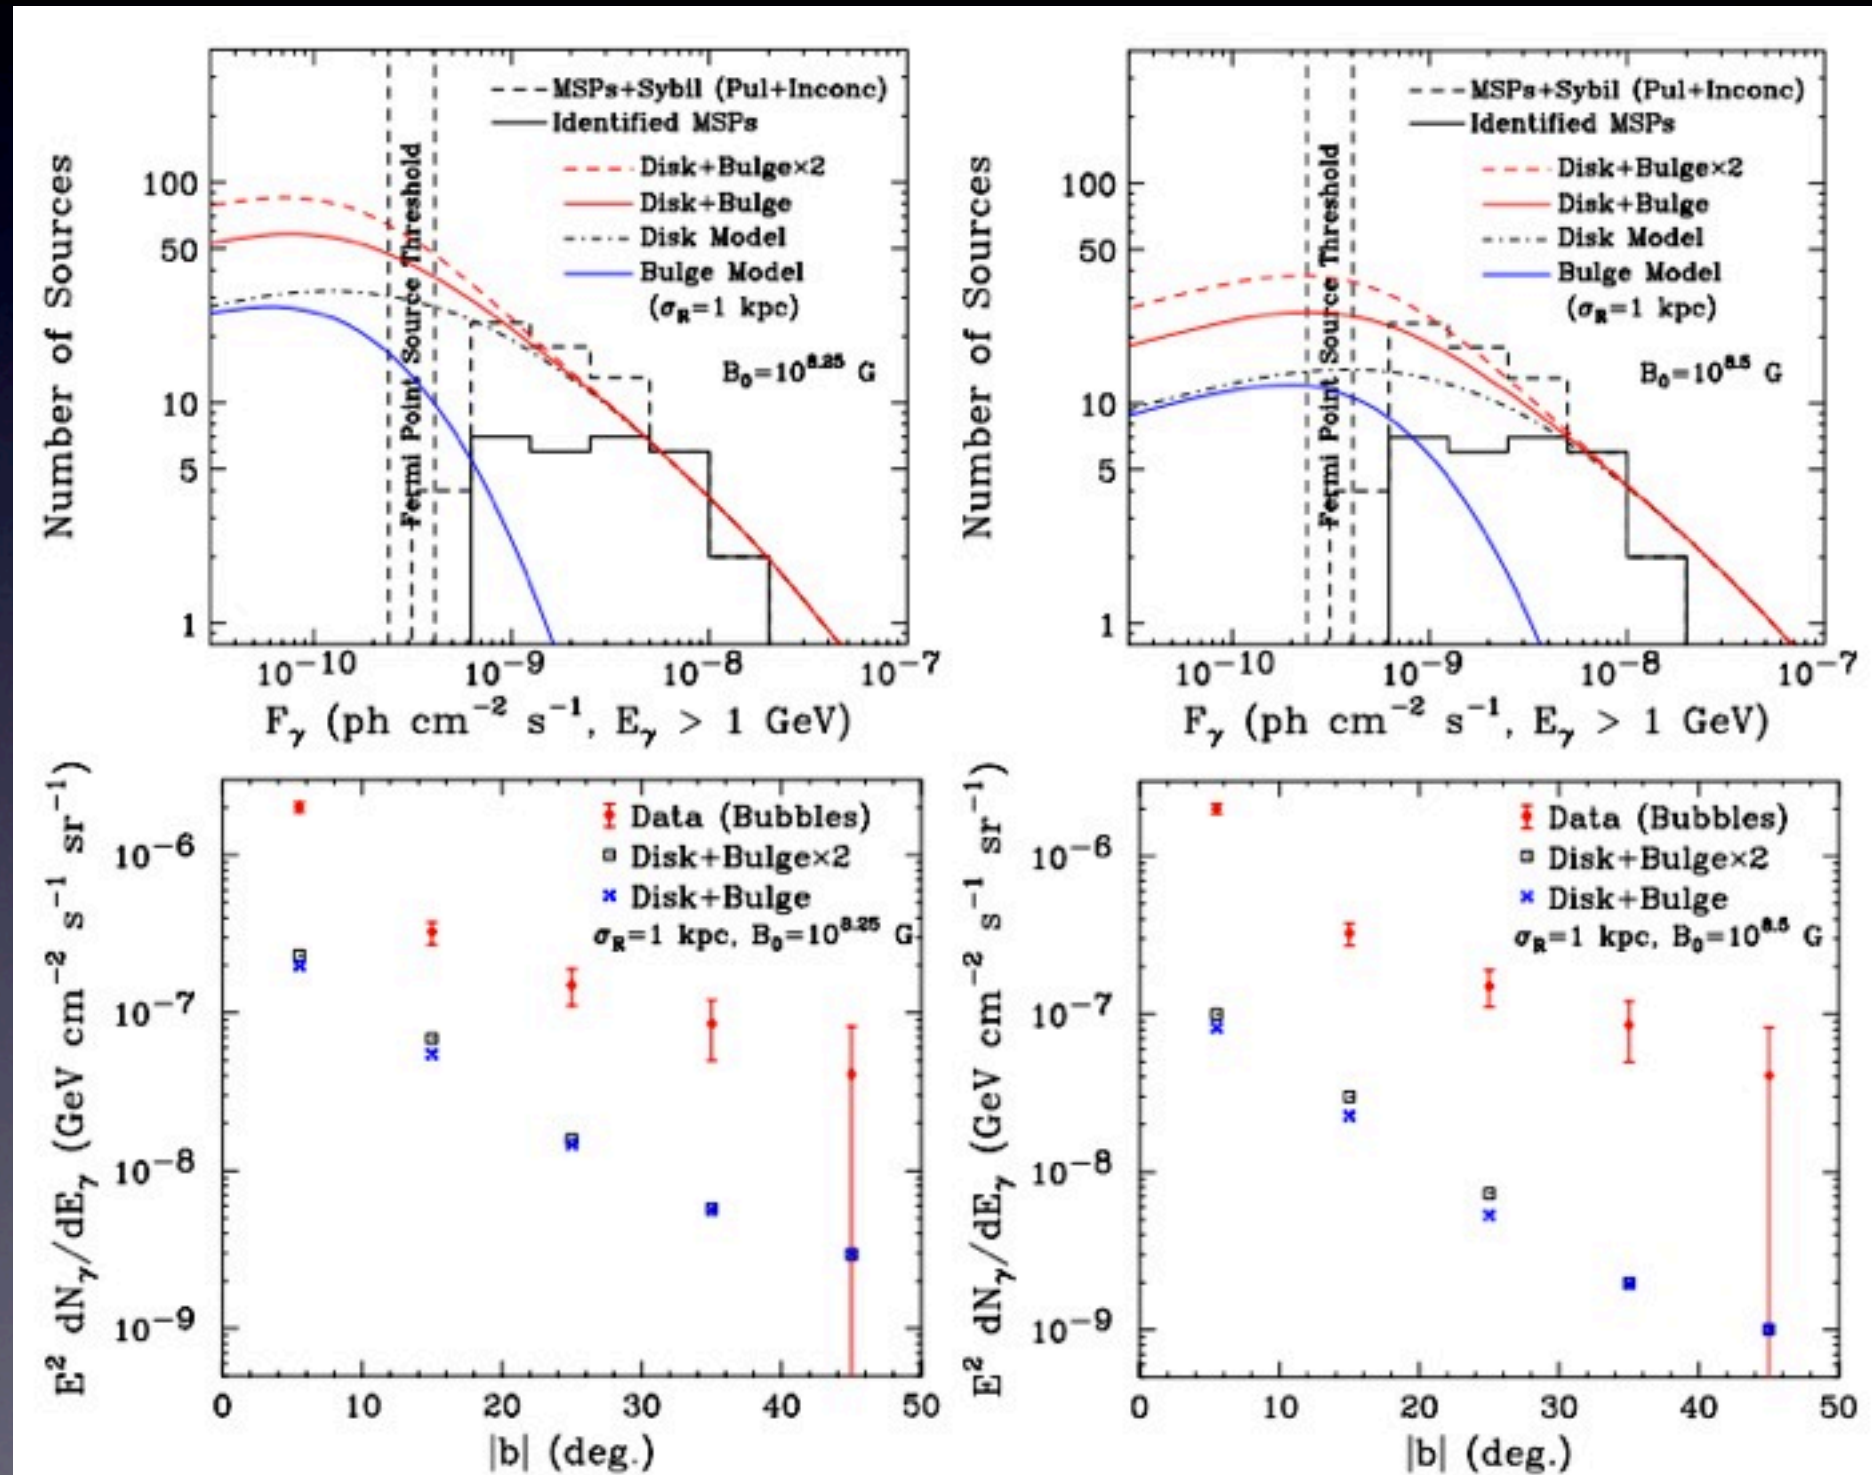 MSPs+Sybil (Pul+Inconc)
Identified MSPs
Disk+Bulge×2
Disk+Bulge
Disk Model
Bulge Model
(σR=1 kpc)
B₀=10^8.25 G
Fermi Point Source Threshold
Number of Sources
100
50
10
5
1
10⁻¹⁰ 10⁻⁹ 10⁻⁸ 10⁻⁷
Fγ (ph cm⁻² s⁻¹, Eγ > 1 GeV)
MSPs+Sybil (Pul+Inconc)
Identified MSPs
Disk+Bulge×2
Disk+Bulge
Disk Model
Bulge Model
(σR=1 kpc)
B₀=10^8.5 G
Fermi Point Source Threshold
Number of Sources
100
50
10
5
1
10⁻¹⁰ 10⁻⁹ 10⁻⁸ 10⁻⁷
Fγ (ph cm⁻² s⁻¹, Eγ > 1 GeV)
Data (Bubbles)
Disk+Bulge×2
Disk+Bulge
σR=1 kpc, B₀=10^8.25 G
E² dNγ/dEγ (GeV cm⁻² s⁻¹ sr⁻¹)
10⁻⁶
10⁻⁷
10⁻⁸
10⁻⁹
0 10 20 30 40 50
|b| (deg.)
Data (Bubbles)
Disk+Bulge×2
Disk+Bulge
σR=1 kpc, B₀=10^8.5 G
E² dNγ/dEγ (GeV cm⁻² s⁻¹ sr⁻¹)
10⁻⁶
10⁻⁷
10⁻⁸
10⁻⁹
0 10 20 30 40 50
|b| (deg.)